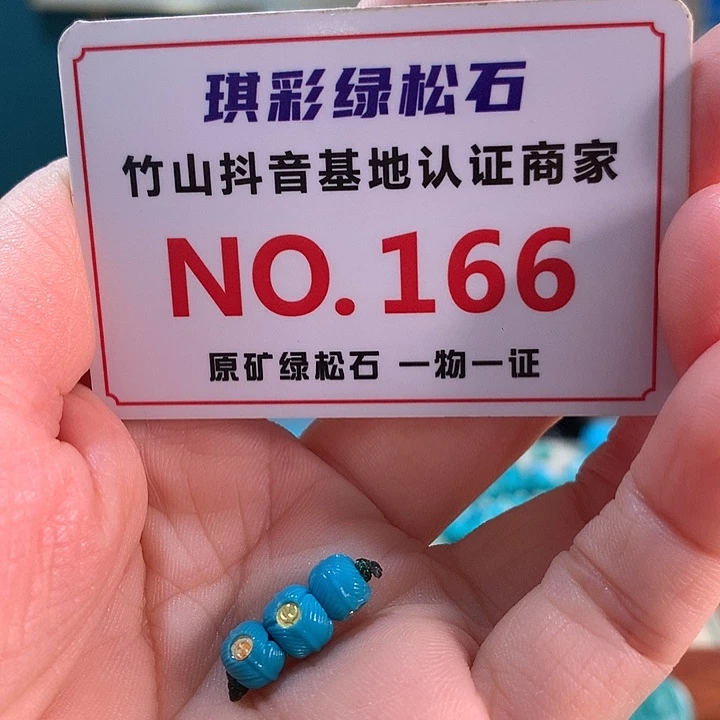 琪彩绿松石
竹山抖音基地认证商家
NO.166
原矿绿松石 一物一证